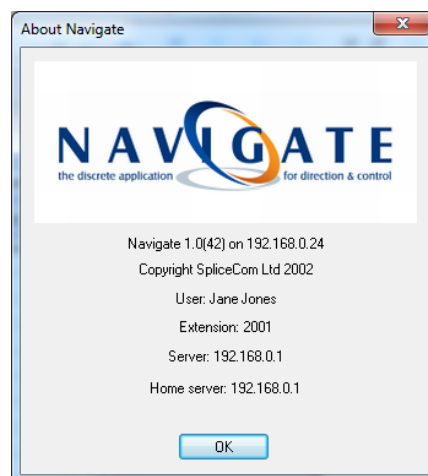 About Navigate
NAVIGATE
the discrete application for direction & control
Navigate 1.0(42) on 192.168.0.24
Copyright SpliceCom Ltd 2002
User: Jane Jones
Extension: 2001
Server: 192.168.0.1
Home server: 192.168.0.1
OK